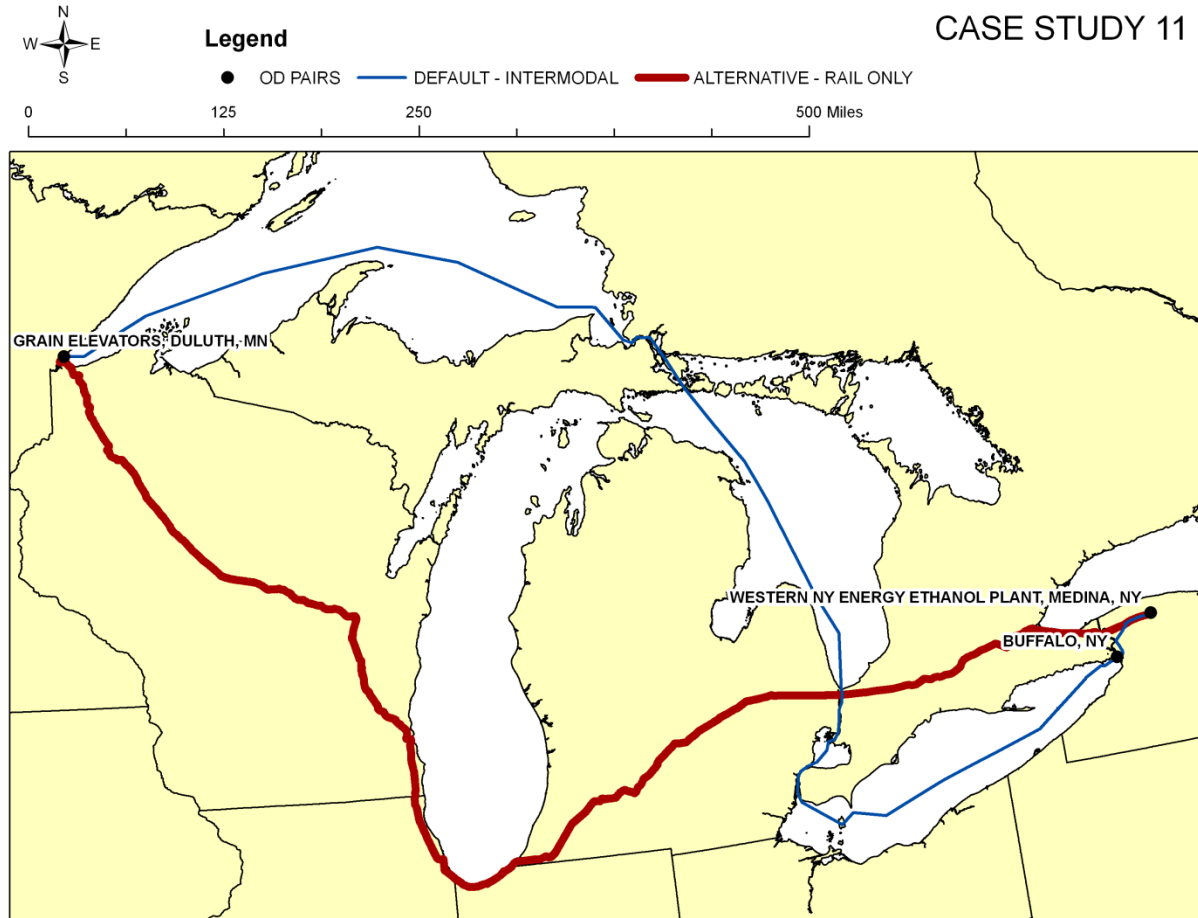 CASE STUDY 11
N
W E
S
Legend
OD PAIRS DEFAULT - INTERMODAL ALTERNATIVE - RAIL ONLY
0 125 250 500 Miles
GRAIN ELEVATORS, DULUTH, MN
WESTERN NY ENERGY ETHANOL PLANT, MEDINA, NY
BUFFALO, NY